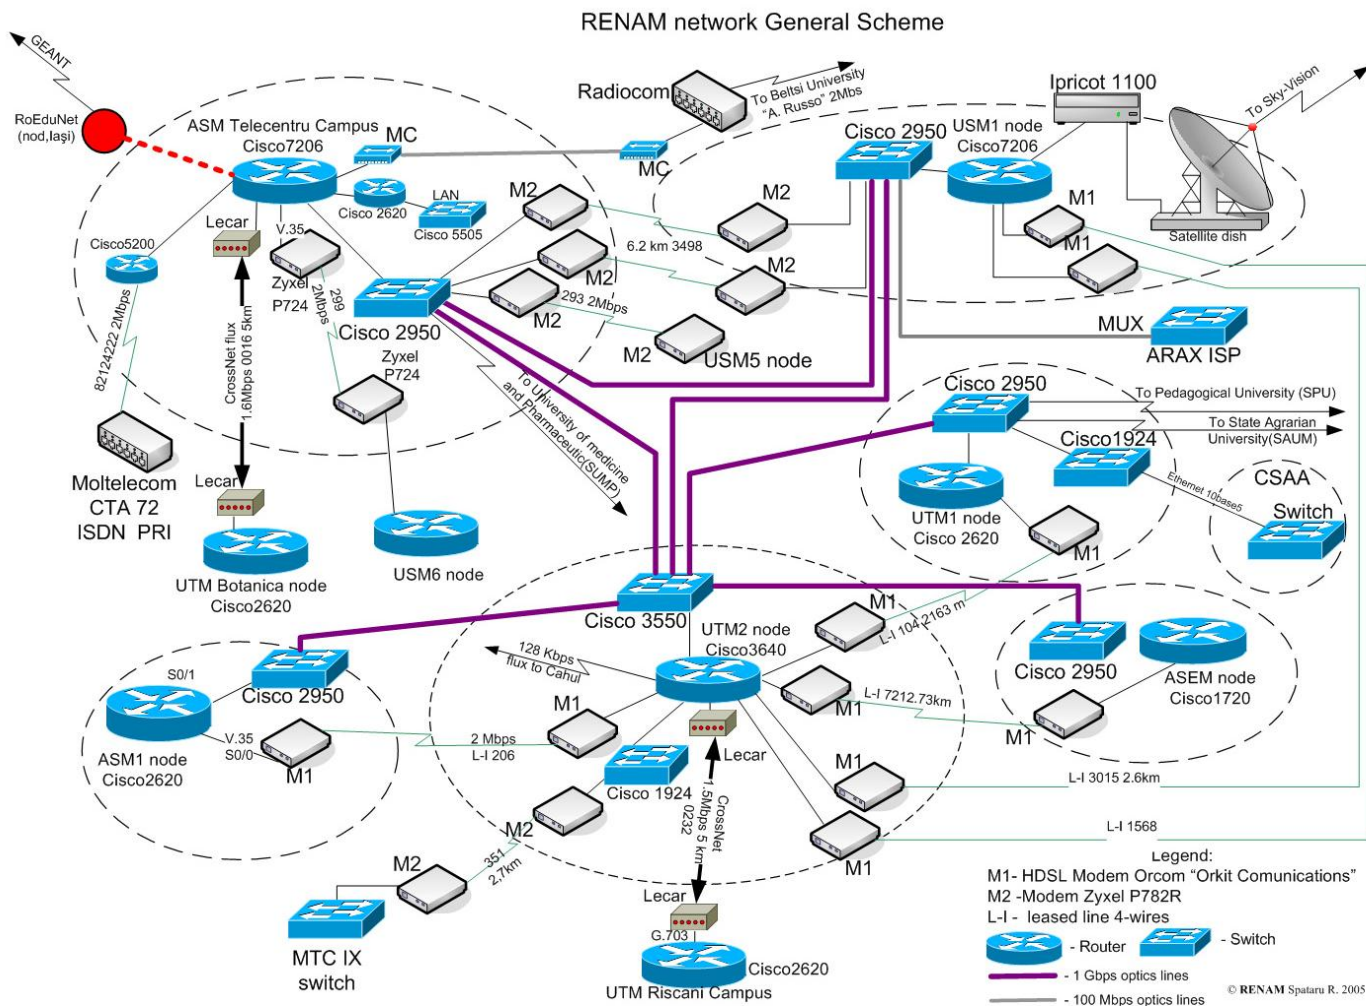 RENAM network General Scheme
GEANT
RoEduNet
(nod,Iaşi)
ASM Telecentru Campus
Cisco7206
MC
Radiocom
To Beltsi University
"A. Russo" 2Mbs
MC
Cisco 2950
USM1 node
Cisco7206
Ipricot 1100
To Sky-Vision
Satellite dish
M1
M1
Cisco 2620
LAN
Cisco 5505
M2
M2
6.2 km 3498
M2
M2
M2
293 2Mbps
M2
USM5 node
Lecar
V.35
Zyxel
P724
299
2Mbps
Cisco5200
82124222 2Mbps
CrossNet flux
1.6Mbps 0016 5km
Cisco 2950
Zyxel
P724
To University of medicine
and Pharmaceutic(SUMP)
MUX
ARAX ISP
Cisco 2950
To Pedagogical University (SPU)
To State Agrarian
University(SAUM)
Cisco1924
Ethernet 10base5
CSAA
Switch
UTM1 node
Cisco 2620
M1
Moltelecom
CTA 72
ISDN PRI
Lecar
UTM Botanica node
Cisco2620
USM6 node
Cisco 3550
UTM2 node
Cisco3640
128 Kbps
flux to Cahul
M1
L-I 104,2163 m
M1
L-I 7212.73km
Cisco 2950
ASEM node
Cisco1720
M1
S0/1
Cisco 2950
ASM1 node
Cisco2620
V.35
S0/0
M1
2 Mbps
L-I 206
M1
Cisco 1924
Lecar
M2
351
2,7km
M2
MTC IX
switch
CrossNet
1.5Mbps 5 km
0232
M1
L-I 3015 2.6km
M1
L-I 1568
Lecar
G.703
Cisco2620
UTM Riscani Campus
Legend:
M1- HDSL Modem Orcom "Orkit Comunications"
M2 -Modem Zyxel P782R
L-I - leased line 4-wires
- Router
- Switch
- 1 Gbps optics lines
- 100 Mbps optics lines
© RENAM Spataru R. 2005